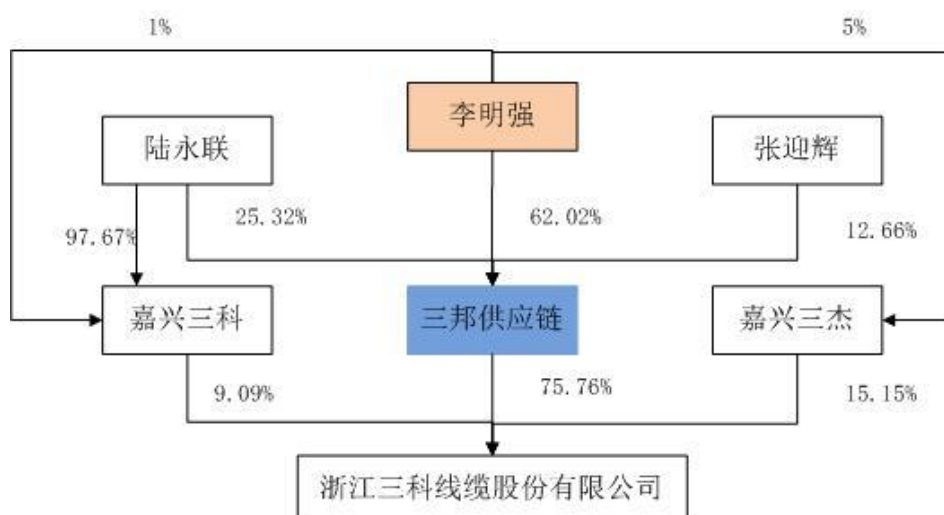 1%
5%
李明强
陆永联
张迎辉
25.32%
62.02%
12.66%
97.67%
嘉兴三科
三邦供应链
嘉兴三杰
9.09%
75.76%
15.15%
浙江三科线缆股份有限公司